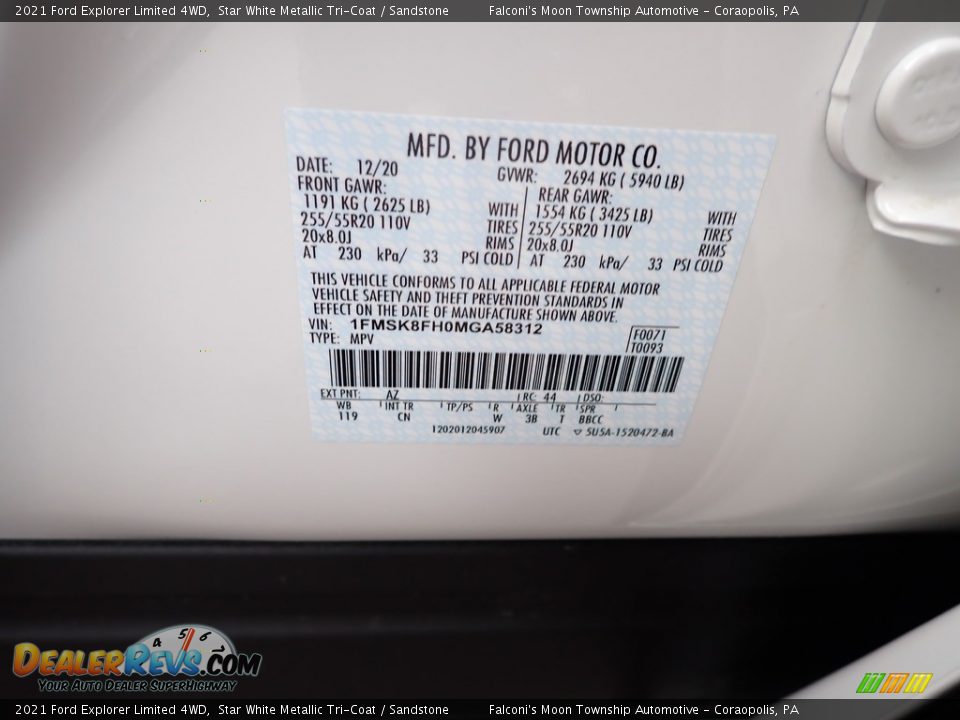 2021 Ford Explorer Limited 4WD, Star White Metallic Tri-Coat / Sandstone Falconi's Moon Township Automotive - Coraopolis, PA
MFD. BY FORD MOTOR CO.
DATE: 12/20 GVWR: 2694 KG ( 5940 LB)
FRONT GAWR: REAR GAWR:
1191 KG ( 2625 LB) WITH 1554 KG ( 3425 LB) WITH
255/55R20 110V TIRES 255/55R20 110V TIRES
20x8.0J RIMS 20x8.0J RIMS
AT 230 kPa/ 33 PSI COLD AT 230 kPa/ 33 PSI COLD
THIS VEHICLE CONFORMS TO ALL APPLICABLE FEDERAL MOTOR
VEHICLE SAFETY AND THEFT PREVENTION STANDARDS IN
EFFECT ON THE DATE OF MANUFACTURE SHOWN ABOVE.
VIN: 1FMSK8FH0MGA58312 F0071
TYPE: MPV T0093
EXT PNT: AZ RC: 44 DSO:
WB INT TR TP/PS R AXLE TR SPR
119 CN W 3B T BBCC
1202012045907 UTC 5U5A-1520472-BA
4 5 6
DEALERREVS.COM
YOUR AUTO DEALER SUPERHIGHWAY
2021 Ford Explorer Limited 4WD, Star White Metallic Tri-Coat / Sandstone Falconi's Moon Township Automotive - Coraopolis, PA